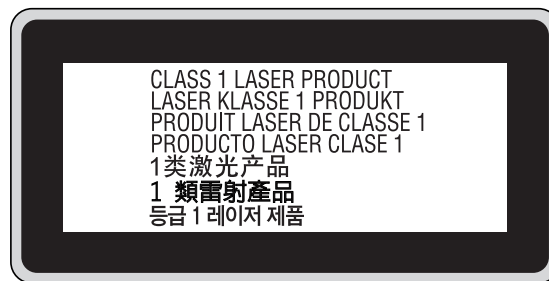 CLASS 1 LASER PRODUCT
LASER KLASSE 1 PRODUKT
PRODUIT LASER DE CLASSE 1
PRODUCTO LASER CLASE 1
1类激光产品
1 類雷射產品
등급 1 레이저 제품